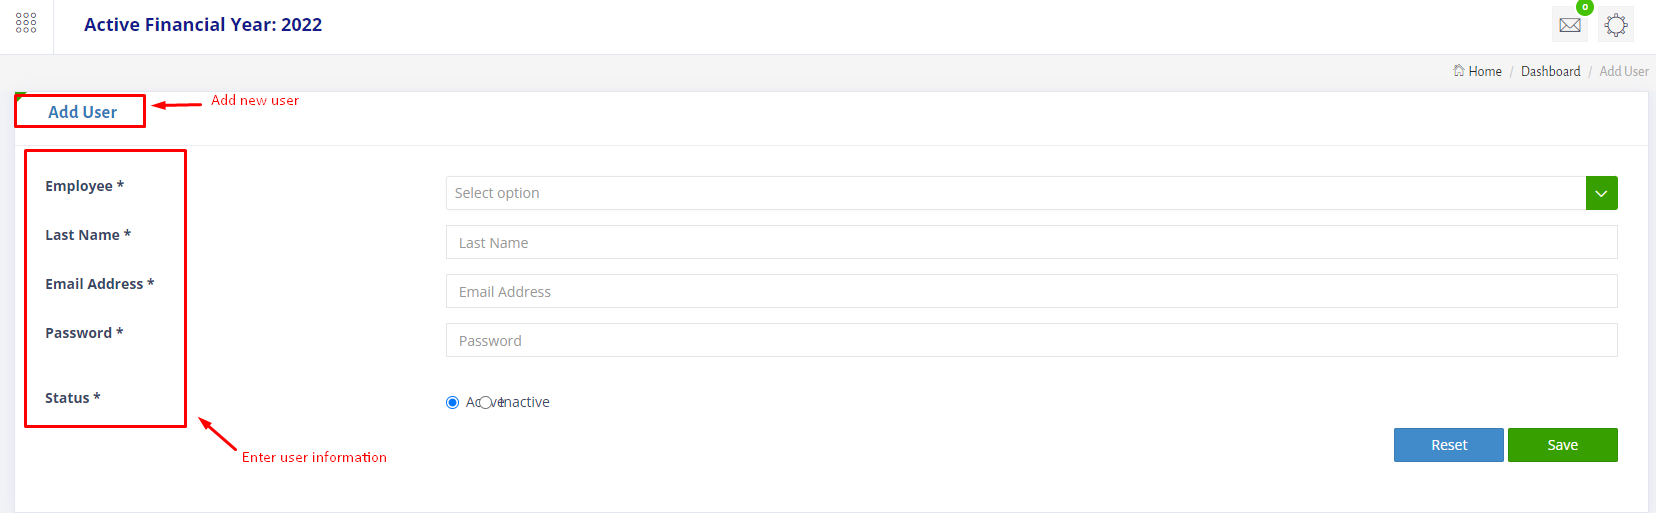 Active Financial Year: 2022
0
Home / Dashboard / Add User
Add User
Add new user
Employee *
Select option
Last Name *
Last Name
Email Address *
Email Address
Password *
Password
Status *
Active Inactive
Reset Save
Enter user information